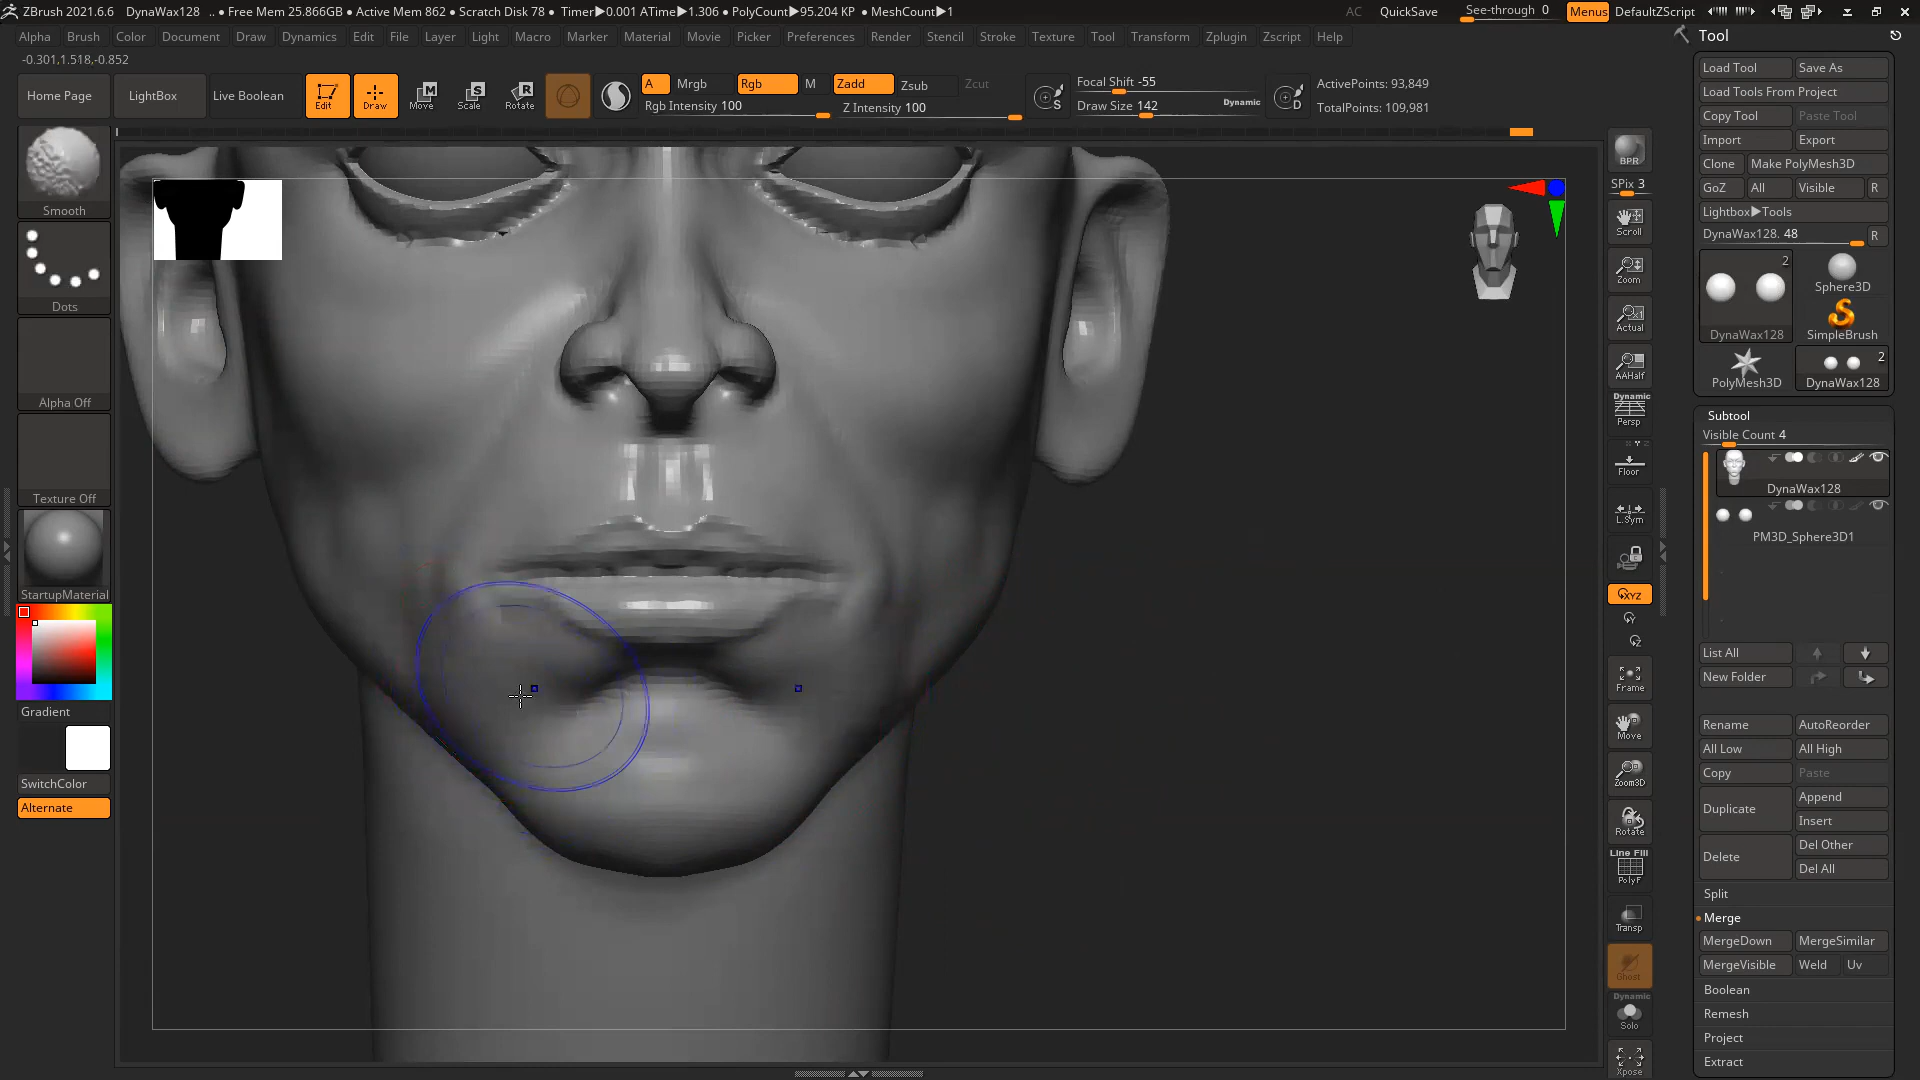 ZBrush 2021.6.6 DynaWax128 .. • Free Mem 25.866GB • Active Mem 862 • Scratch Disk 78 • Timer▶0.001 ATime▶1.306 • PolyCount▶95.204 KP • MeshCount▶1 AC QuickSave See-through 0 Menus DefaultZScript
Alpha Brush Color Document Draw Dynamics Edit File Layer Light Macro Marker Material Movie Picker Preferences Render Stencil Stroke Texture Tool Transform Zplugin Zscript Help
-0.301,1.518,-0.852
Home Page LightBox Live Boolean Edit Draw Move Scale Rotate
A Mrgb Rgb M Zadd Zsub Zcut
Rgb Intensity 100 Z Intensity 100
S
Focal Shift -55
Draw Size 142 Dynamic
D
ActivePoints: 93,849
TotalPoints: 109,981
Smooth
Dots
Alpha Off
Texture Off
StartupMaterial
Gradient
SwitchColor
Alternate
BPR
SPix 3
Scroll
Zoom
Actual
AAHalf
Dynamic
Persp
Floor
L.Sym
XYZ
Y
Z
Frame
Move
Zoom3D
Rotate
Line Fill
PolyF
Transp
Ghost
Dynamic
Solo
Xpose
Tool
Load Tool Save As
Load Tools From Project
Copy Tool Paste Tool
Import Export
Clone Make PolyMesh3D
GoZ All Visible R
Lightbox▶Tools
DynaWax128. 48 R
2
DynaWax128
Sphere3D
SimpleBrush
PolyMesh3D
2
DynaWax128
Subtool
Visible Count 4
DynaWax128
PM3D_Sphere3D1
List All
New Folder
Rename AutoReorder
All Low All High
Copy Paste
Duplicate Append
Insert
Delete Del Other
Del All
Split
Merge
MergeDown MergeSimilar
MergeVisible Weld Uv
Boolean
Remesh
Project
Extract